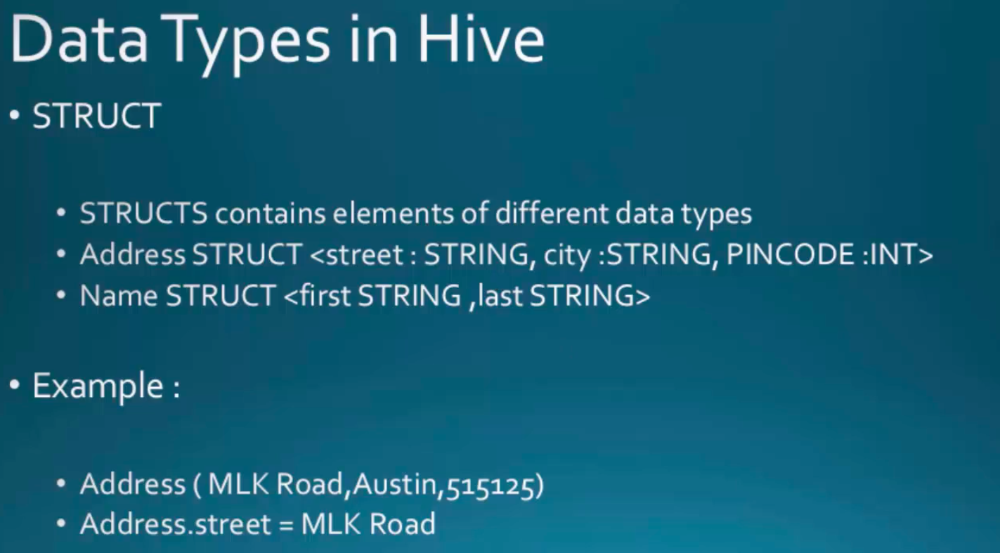 Data Types in Hive
• STRUCT
• STRUCTS contains elements of different data types
• Address STRUCT <street : STRING, city :STRING, PINCODE :INT>
• Name STRUCT <first STRING ,last STRING>
• Example :
• Address ( MLK Road,Austin,515125)
• Address.street = MLK Road